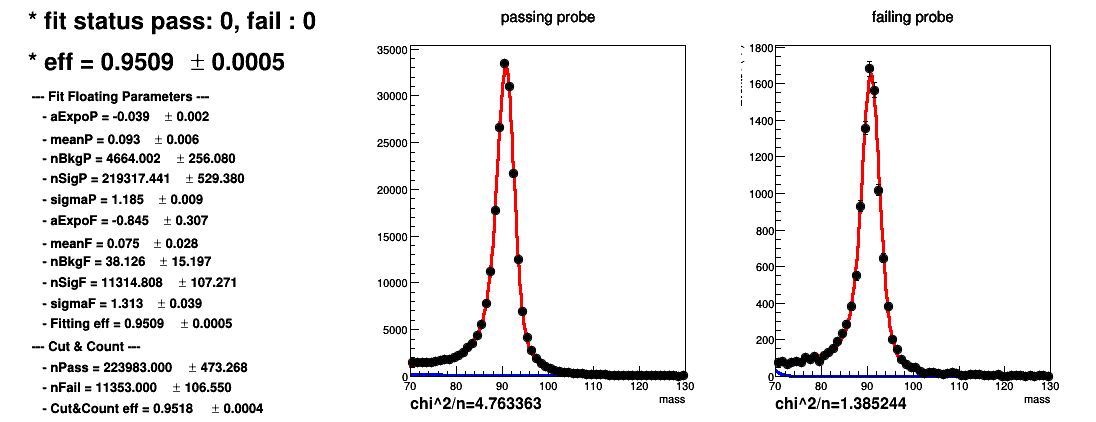 * fit status pass: 0, fail : 0
* eff = 0.9509 ± 0.0005
--- Fit Floating Parameters ---
- aExpoP = -0.039 ± 0.002
- meanP = 0.093 ± 0.006
- nBkgP = 4664.002 ± 256.080
- nSigP = 219317.441 ± 529.380
- sigmaP = 1.185 ± 0.009
- aExpoF = -0.845 ± 0.307
- meanF = 0.075 ± 0.028
- nBkgF = 38.126 ± 15.197
- nSigF = 11314.808 ± 107.271
- sigmaF = 1.313 ± 0.039
- Fitting eff = 0.9509 ± 0.0005
--- Cut & Count ---
- nPass = 223983.000 ± 473.268
- nFail = 11353.000 ± 106.550
- Cut&Count eff = 0.9518 ± 0.0004
passing probe
35000
30000
25000
20000
15000
10000
5000
0
70 80 90 100 110 120 130
mass
chi^2/n=4.763363
failing probe
1800
1600
1400
1200
1000
800
600
400
200
0
70 80 90 100 110 120 130
mass
chi^2/n=1.385244